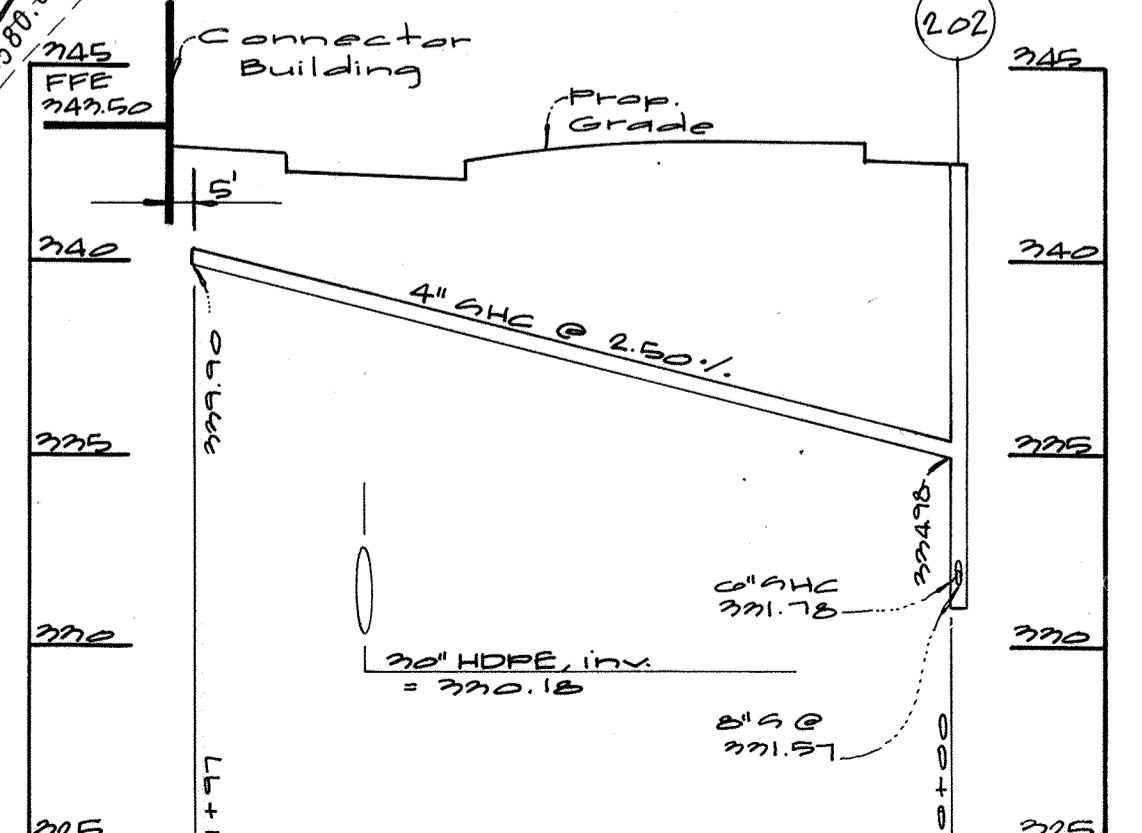 580.
345
FFE
343.50
Connector
Building
Prop.
Grade
202
345
5'
340
340
4" SHC @ 2.50%
339.90
335
335
334.98
6" SHC
331.78
330
330
30" HDPE, inv.
= 330.18
8" S @
331.57
0+00
325
325